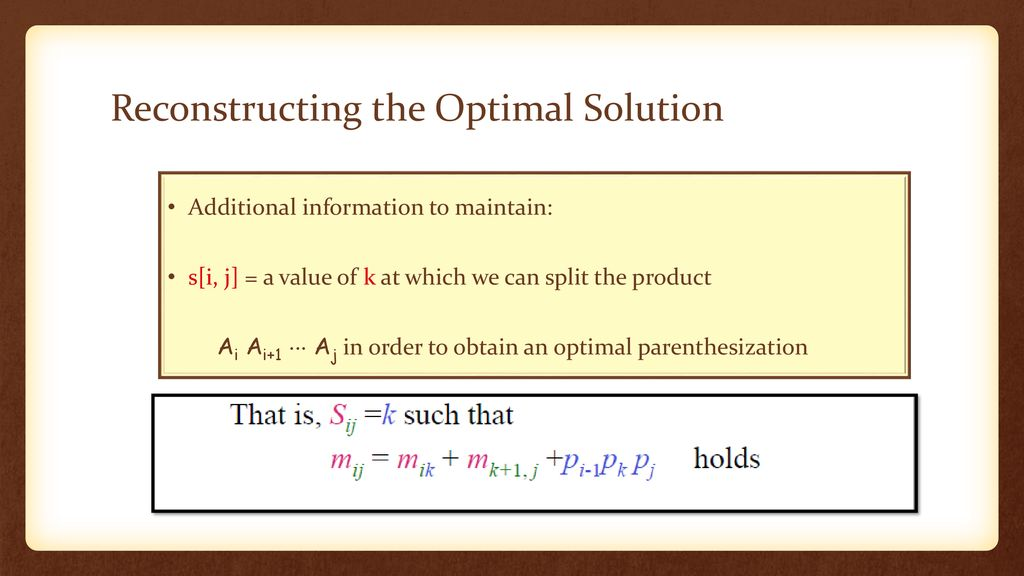 Reconstructing the Optimal Solution
• Additional information to maintain:
• s[i, j] = a value of k at which we can split the product
Ai Ai+1 ··· Aj in order to obtain an optimal parenthesization
That is, Sij =k such that
mij = mik + mk+1, j +pi-1pk pj holds